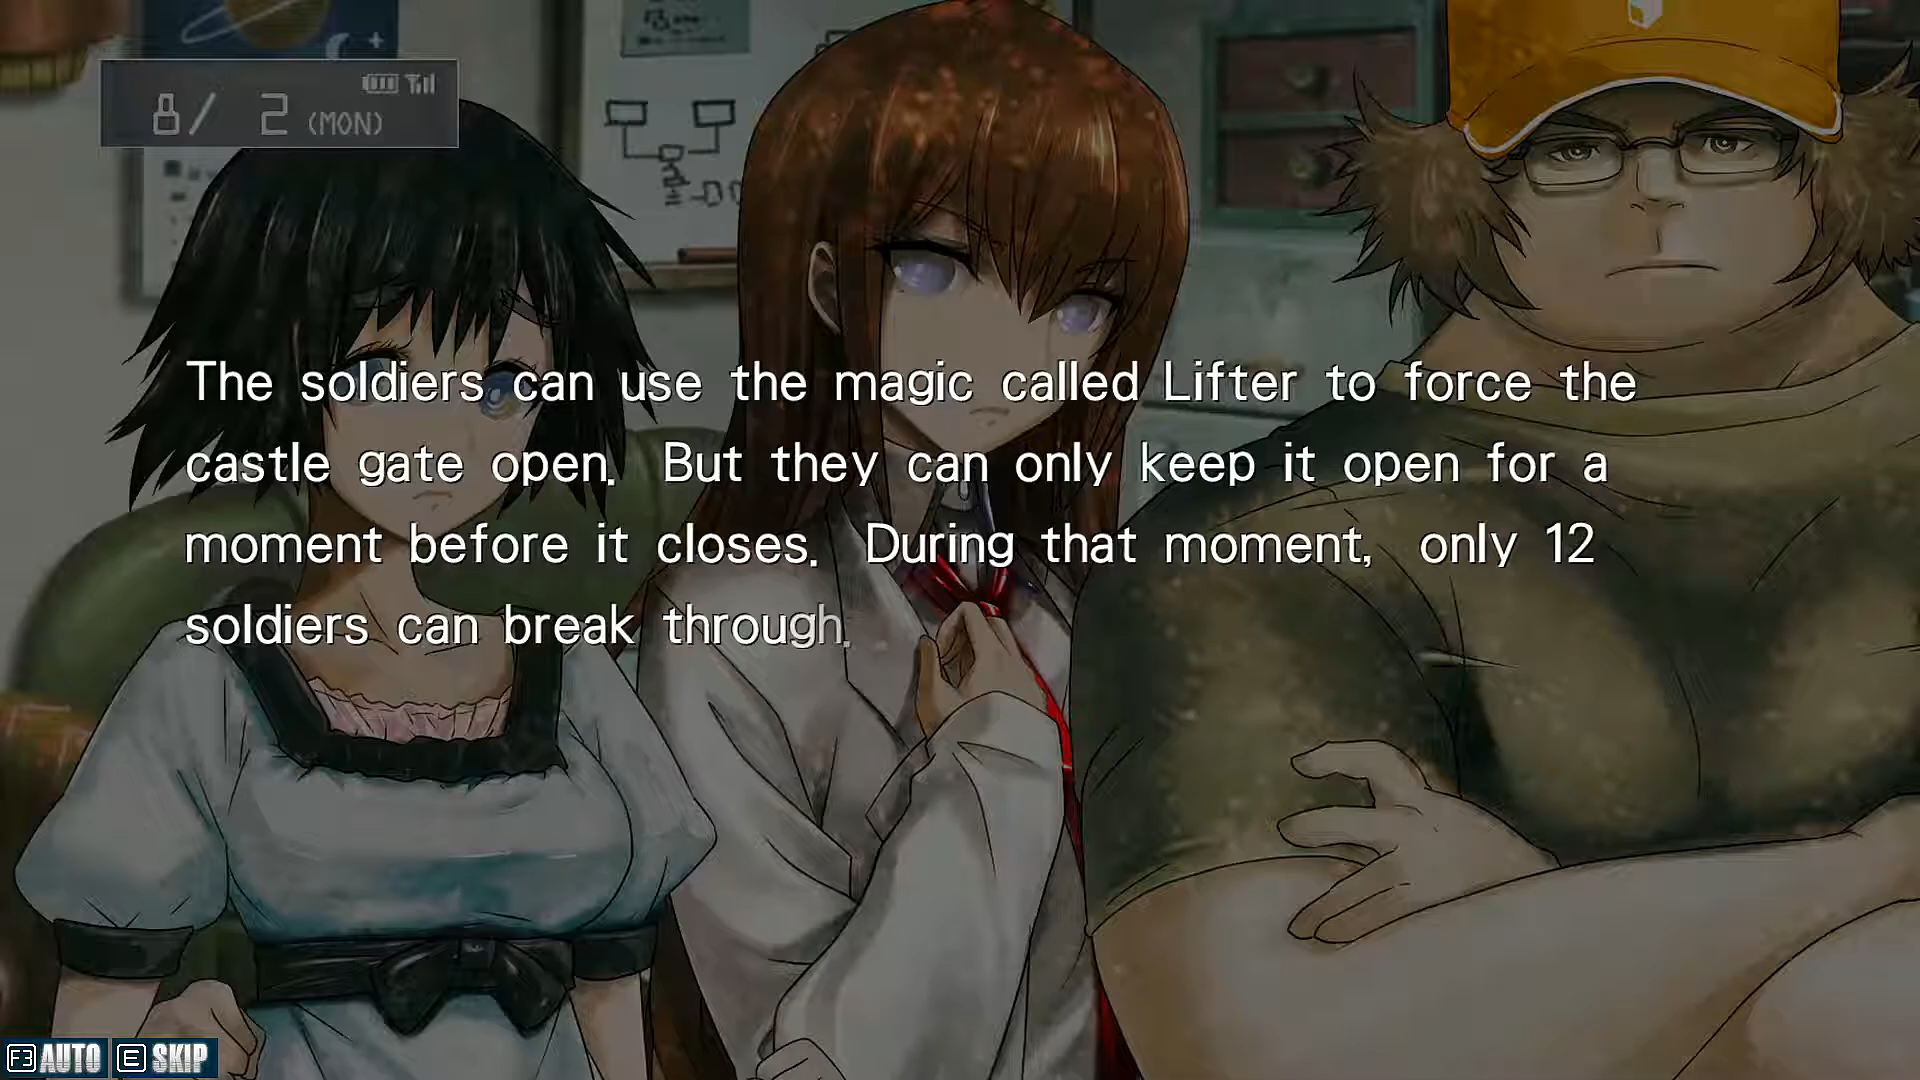 8/ 2 (MON)
The soldiers can use the magic called Lifter to force the
castle gate open. But they can only keep it open for a
moment before it closes. During that moment, only 12
soldiers can break through.
F3 AUTO E SKIP